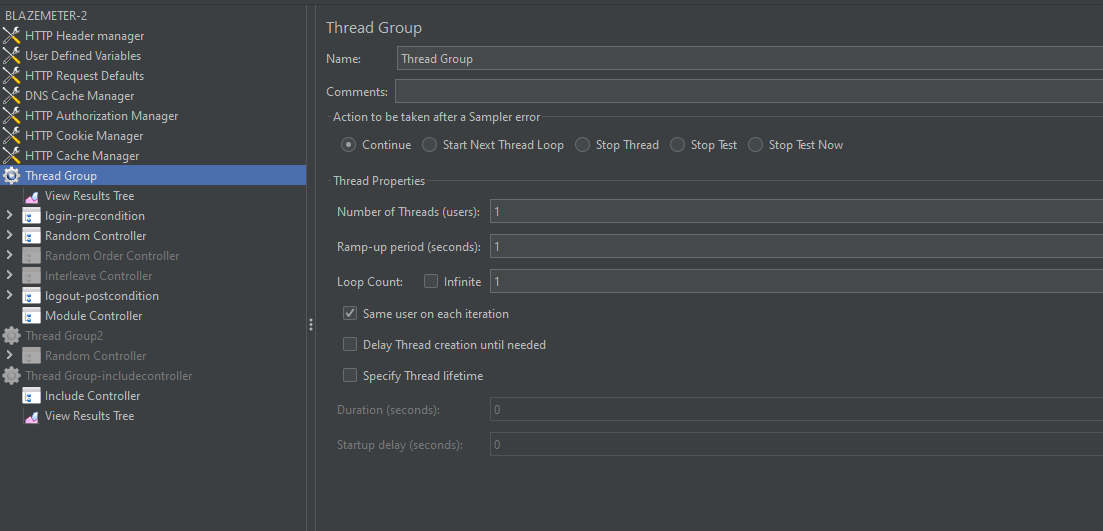 BLAZEMETER-2
HTTP Header manager
User Defined Variables
HTTP Request Defaults
DNS Cache Manager
HTTP Authorization Manager
HTTP Cookie Manager
HTTP Cache Manager
Thread Group
View Results Tree
login-precondition
Random Controller
Random Order Controller
Interleave Controller
logout-postcondition
Module Controller
Thread Group2
Random Controller
Thread Group-includecontroller
Include Controller
View Results Tree
Thread Group
Name: Thread Group
Comments:
Action to be taken after a Sampler error
Continue Start Next Thread Loop Stop Thread Stop Test Stop Test Now
Thread Properties
Number of Threads (users): 1
Ramp-up period (seconds): 1
Loop Count: Infinite 1
Same user on each iteration
Delay Thread creation until needed
Specify Thread lifetime
Duration (seconds): 0
Startup delay (seconds): 0